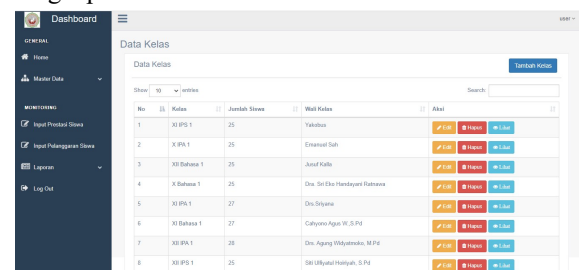 Dashboard
user
GENERAL
Home
Master Data
MONITORING
Input Prestasi Siswa
Input Pelanggaran Siswa
Laporan
Log Out
Data Kelas
Data Kelas
Tambah Kelas
Show 10 entries
Search:
No Kelas Jumlah Siswa Wali Kelas Aksi
1 XI IPS 1 25 Yakobus Edit Hapus Lihat
2 X IPA 1 25 Emanuel Sah Edit Hapus Lihat
3 XII Bahasa 1 25 Jusuf Kalla Edit Hapus Lihat
4 X Bahasa 1 25 Dra. Sri Eko Handayani Ratnawa Edit Hapus Lihat
5 XI IPA 1 27 Drs Sriyana Edit Hapus Lihat
6 XI Bahasa 1 27 Cahyono Agus W.,S.Pd Edit Hapus Lihat
7 XII IPA 1 28 Drs. Agung Widyatmoko, M.Pd Edit Hapus Lihat
8 XII IPS 1 25 Siti Ulfiyatul Hoiriyah, S.Pd Edit Hapus Lihat